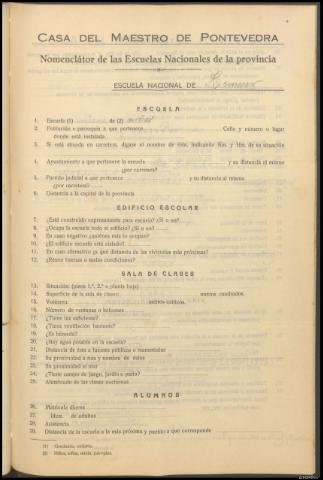 CASA DEL MAESTRO DE PONTEVEDRA
Nomenclátor de las Escuelas Nacionales de la provincia
ESCUELA NACIONAL DE
ESCUELA
1. Escuela (1) de (2)
2. Población o parroquia a que pertenece Calle y número o lugar
donde está instalada
3. Si está situada en carretera, dígase el nombre de ésta, indicando Km. y Hm. de su situación
4. Ayuntamiento a que pertenece la escuela y su distancia al mismo
¿por carretera?
5. Partido judicial a que pertenece y su distancia al mismo
¿por carretera?
6. Distancia a la capital de la provincia
EDIFICIO ESCOLAR
7. ¿Está construído expresamente para escuela? ¿Sí o no?
8. ¿Ocupa la escuela todo el edificio? ¿Sí o no?
9. En caso negativo ¿quiénes más lo ocupan?
10. ¿El edificio escuela está aislado?
11. En caso afirmativo ¿a qué distancia de las viviendas más próximas?
12. ¿Reune buenas o malas condiciones?
SALA DE CLASES
13. Situación (pisos 1.º, 2.º o planta baja)
14. Superficie de la sala de clases: metros cuadrados.
15. Volumen metros cúbicos.
16. Número de ventanas o balcones
17. ¿Tiene luz suficiente?
18. ¿Tiene ventilación bastante?
19. ¿Es húmeda?
20. ¿Hay agua potable en la escuela?
21. Distancia de ésta a fuentes públicas o manantiales
22. Su proximidad a ríos y nombre de éstos
23. Su proximidad al mar
24. ¿Tiene campo de juego, jardín o patio?
25. Alumbrado de las clases nocturnas
ALUMNOS
26. Matrícula diurna
27. Idem. de adultos
28. Asistencia
29. Distancia de la escuela a la más próxima y pueblo a que corresponde
(1) Graduada, unitaria.
(2) Niños, niñas, mixta, párvulos.